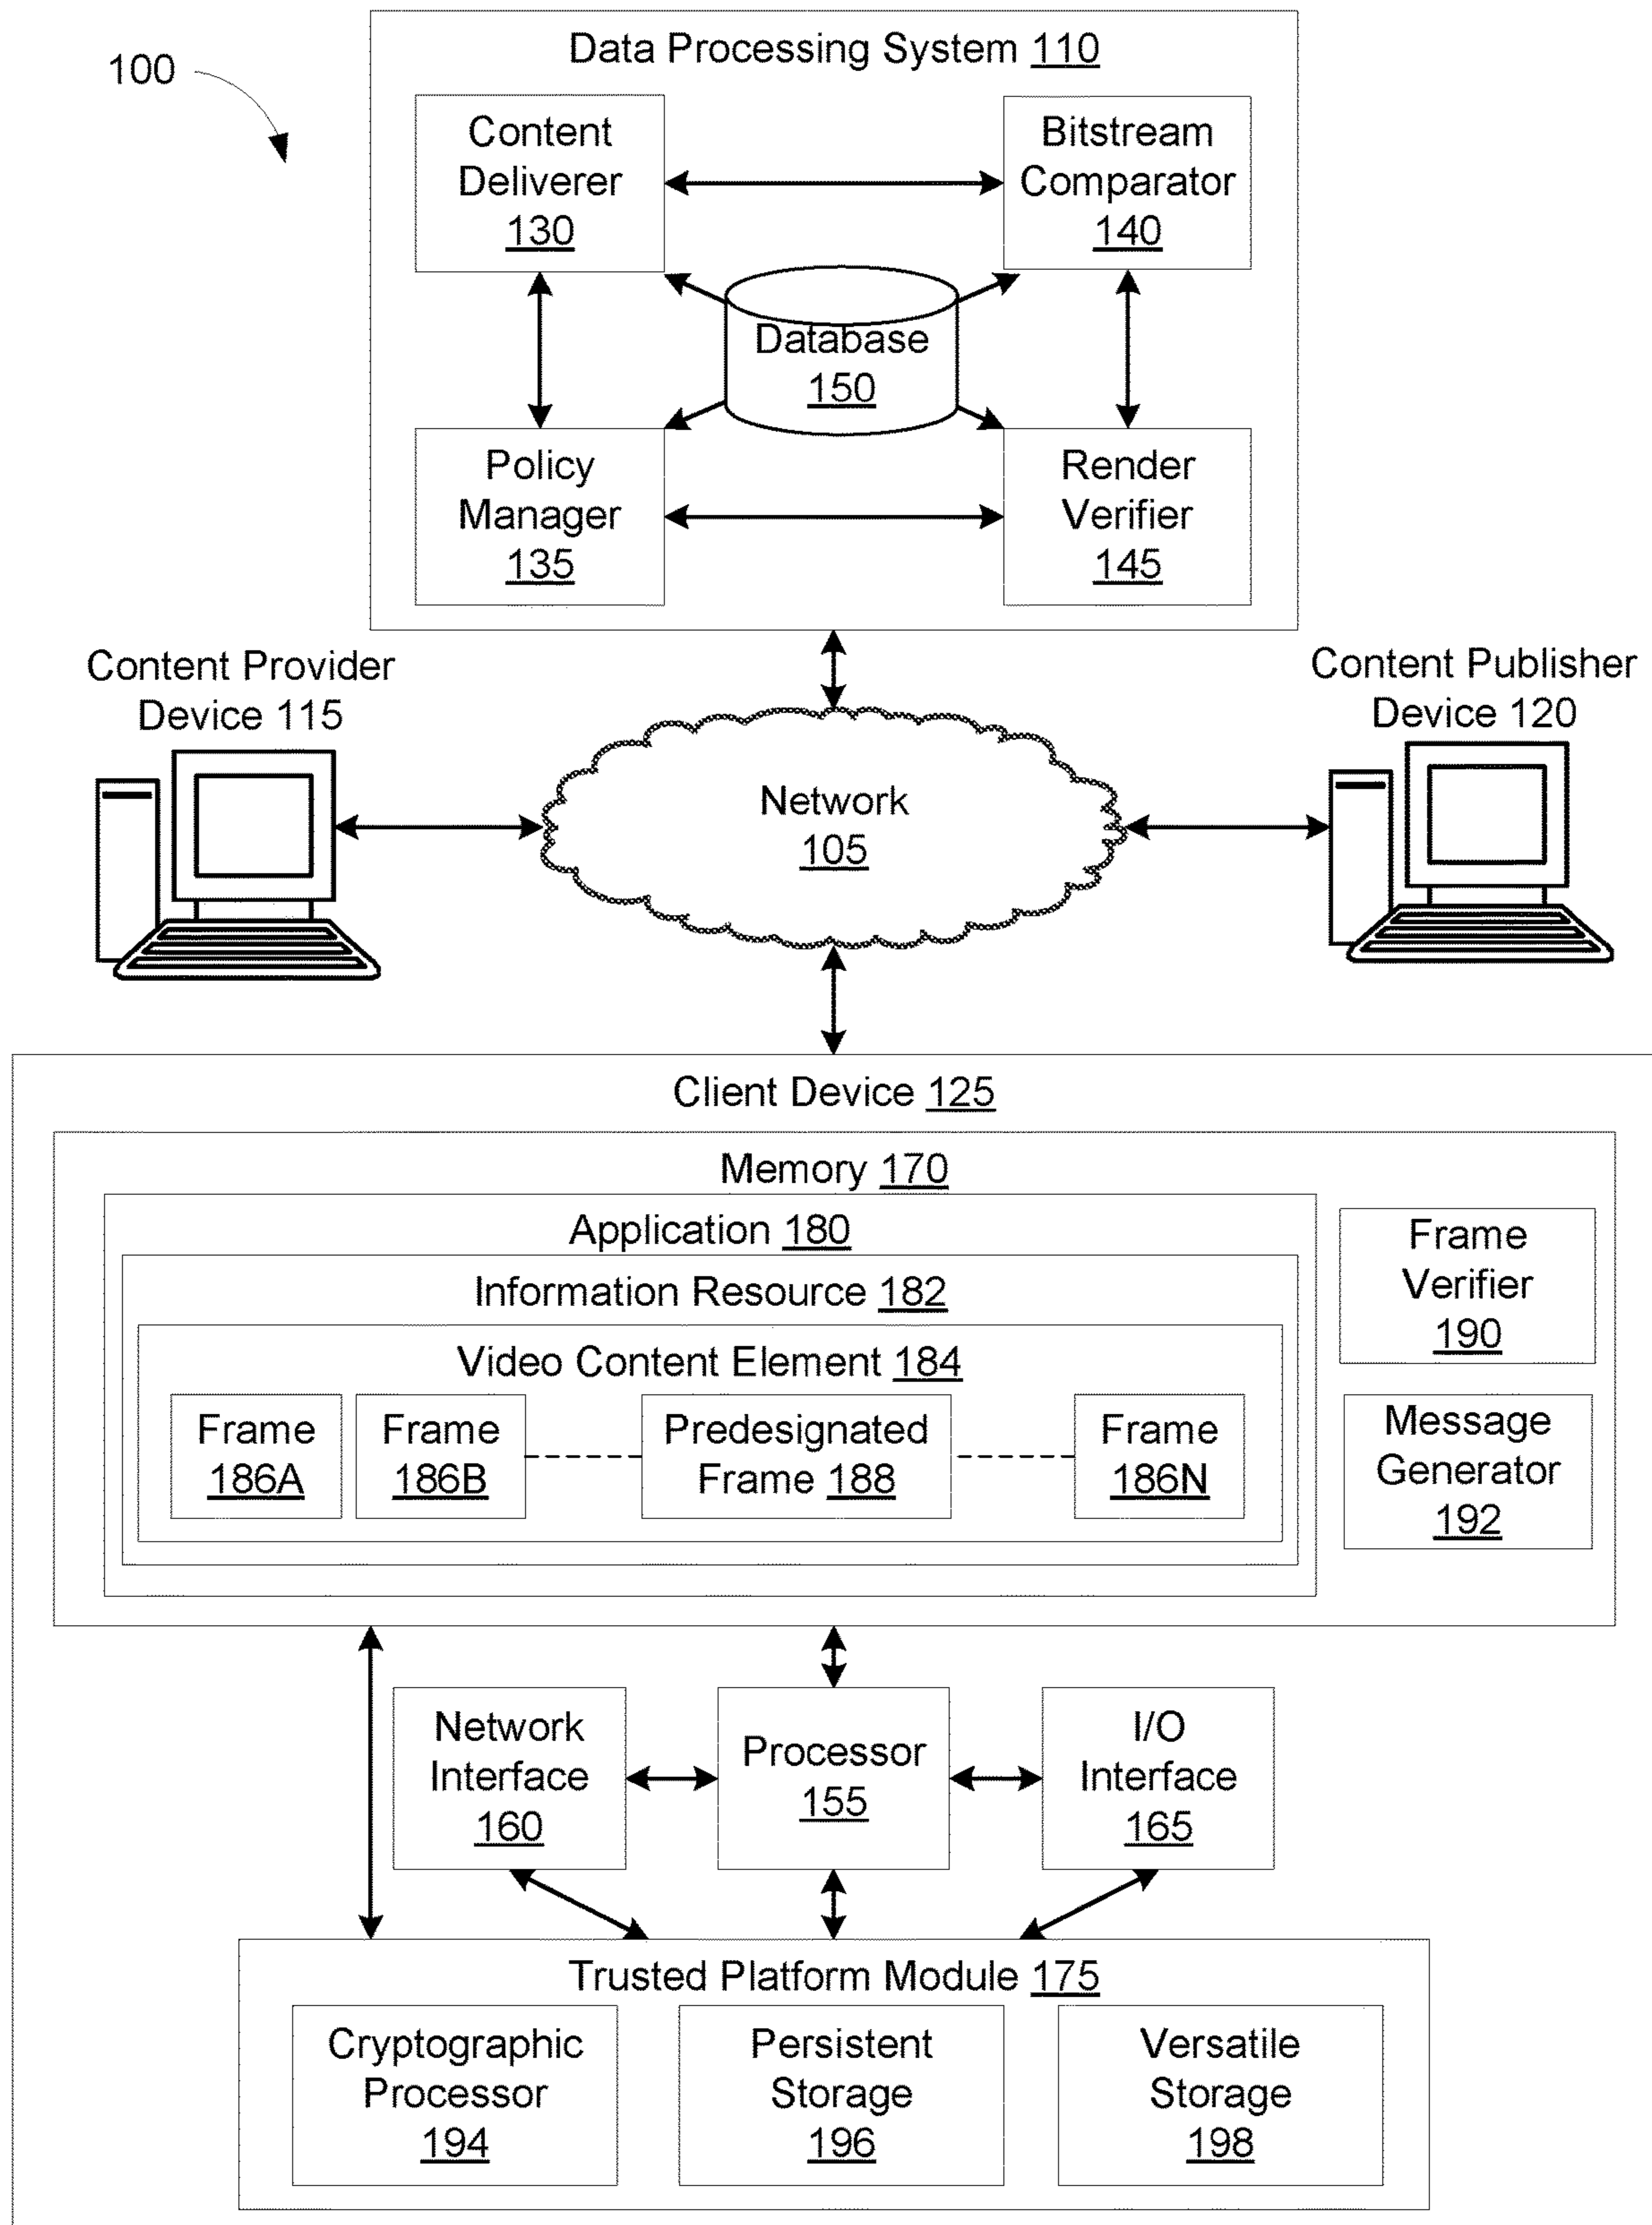 100
Data Processing System 110
Content
Deliverer
130
Bitstream
Comparator
140
Database
150
Policy
Manager
135
Render
Verifier
145
Content Provider
Device 115
Content Publisher
Device 120
Network
105
Client Device 125
Memory 170
Application 180
Information Resource 182
Video Content Element 184
Frame
186A
Frame
186B
Predesignated
Frame 188
Frame
186N
Frame
Verifier
190
Message
Generator
192
Network
Interface
160
Processor
155
I/O
Interface
165
Trusted Platform Module 175
Cryptographic
Processor
194
Persistent
Storage
196
Versatile
Storage
198